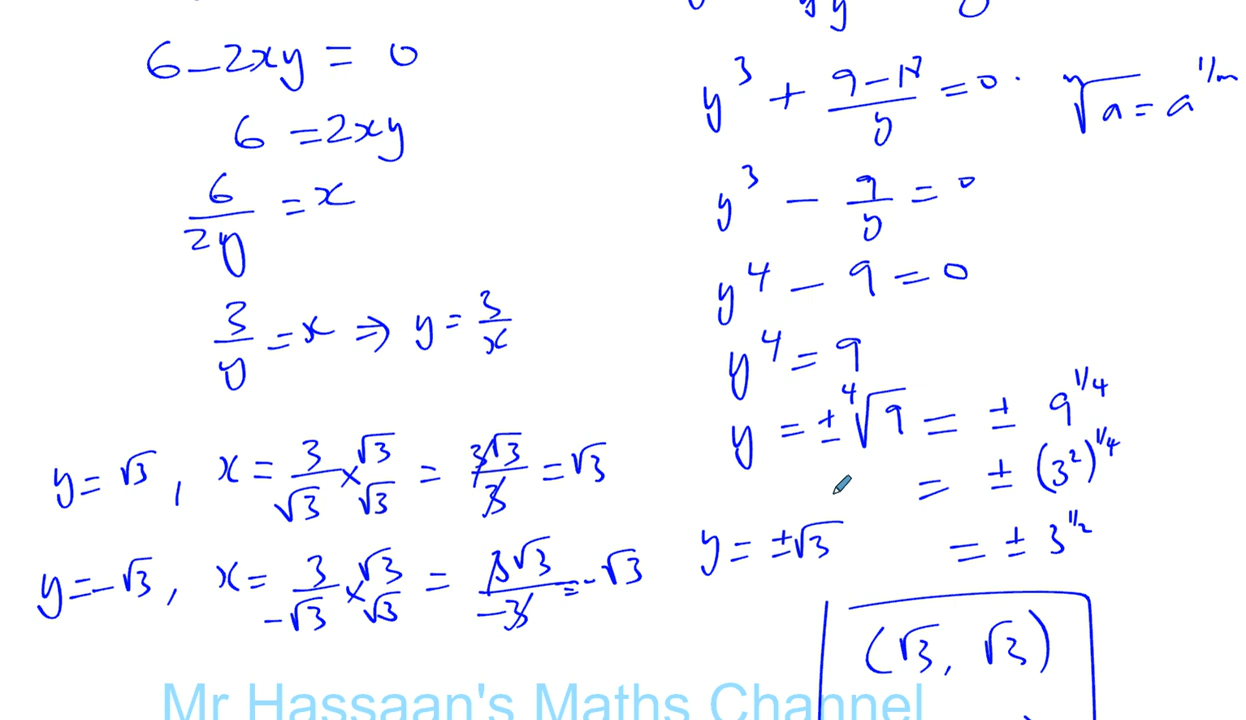 6 - 2xy = 0
6 = 2xy
6/2y = x
3/y = x ⇒ y = 3/x
y = √3 , x = 3/√3 × √3/√3 = 3√3/3 = √3
y = -√3 , x = 3/-√3 × √3/√3 = 3√3/-3 = -√3
y³ + (9 - 18)/y = 0 .
ⁿ√a = a^1/n
y³ - 9/y = 0
y⁴ - 9 = 0
y⁴ = 9
y = ± ⁴√9 = ± 9^1/4
= ± (3²)^1/4
y = ±√3 = ± 3^1/2
(√3, √3)
Mr Hassaan's Maths Channel